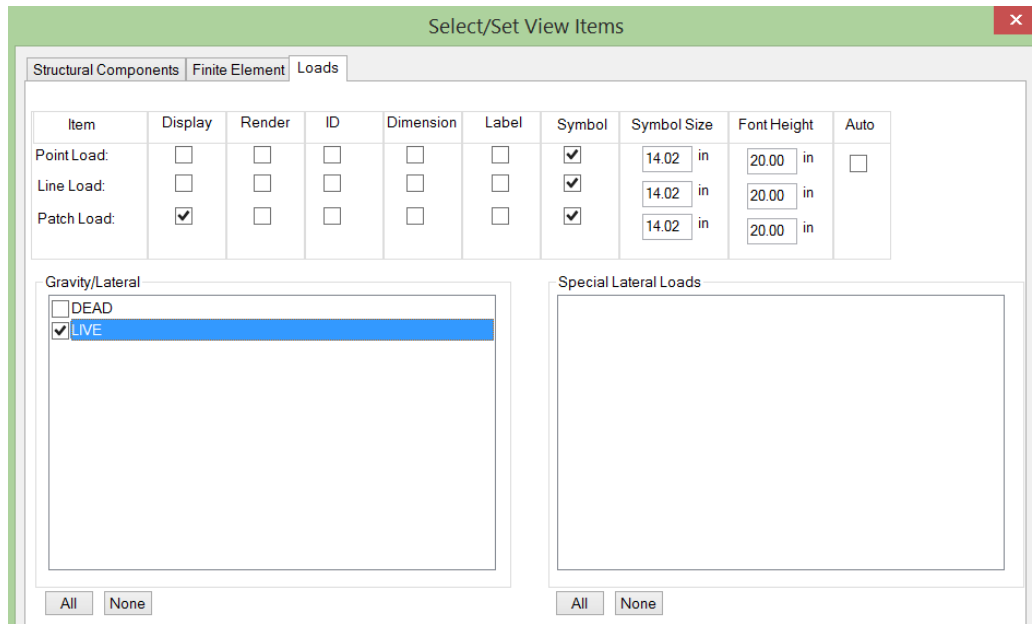 Select/Set View Items
Structural Components Finite Element Loads
Item Display Render ID Dimension Label Symbol Symbol Size Font Height Auto
Point Load: 14.02 in 20.00 in
Line Load: 14.02 in 20.00 in
Patch Load: 14.02 in 20.00 in
Gravity/Lateral Special Lateral Loads
DEAD
LIVE
All None All None